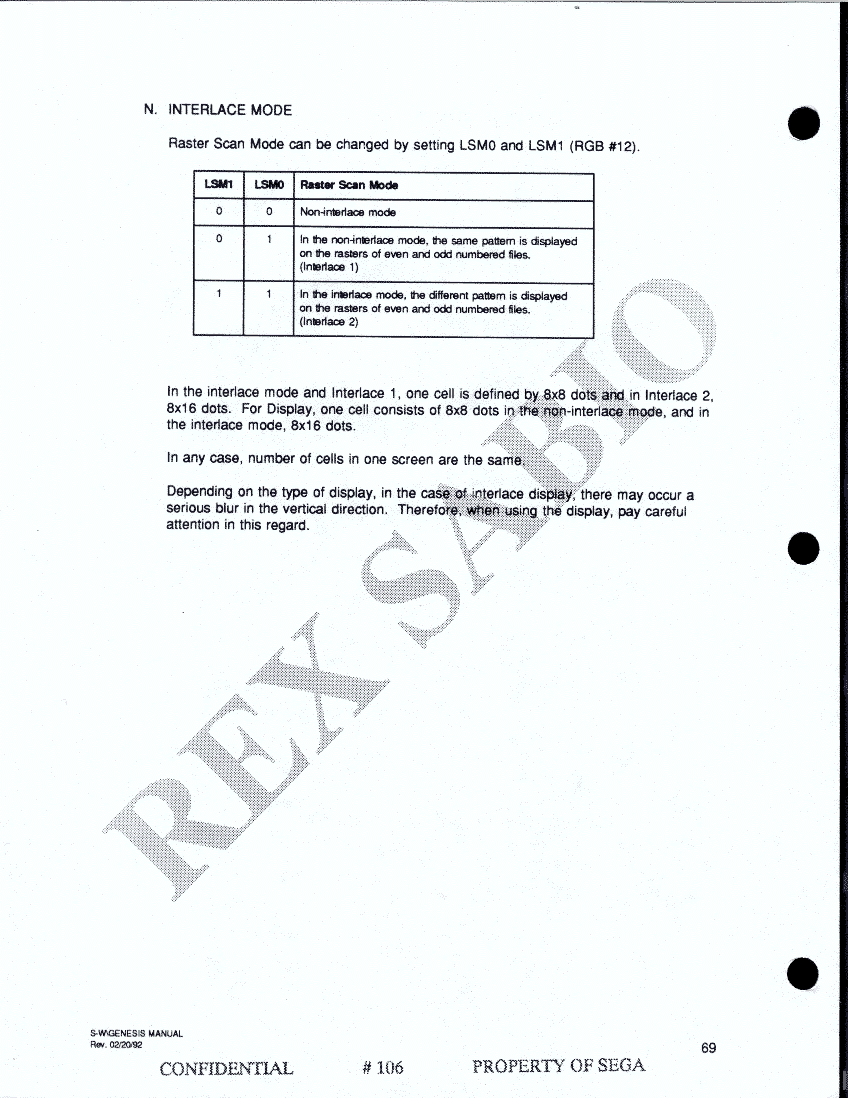 N. INTERLACE MODE
Raster Scan Mode can be changed by setting LSM0 and LSM1 (RGB #12).
LSM1 LSM0 Raster Scan Mode
0 0 Non-interlace mode
0 1 In the non-interlace mode, the same pattern is displayed
on the rasters of even and odd numbered files.
(Interlace 1)
1 1 In the interlace mode, the different pattern is displayed
on the rasters of even and odd numbered files.
(Interlace 2)
In the interlace mode and Interlace 1, one cell is defined by 8x8 dots and in Interlace 2,
8x16 dots. For Display, one cell consists of 8x8 dots in the non-interlace mode, and in
the interlace mode, 8x16 dots.
In any case, number of cells in one screen are the same.
Depending on the type of display, in the case of interlace display, there may occur a
serious blur in the vertical direction. Therefore, when using the display, pay careful
attention in this regard.
REX SABIO
S-W\GENESIS MANUAL
Rev. 02/20/92
69
CONFIDENTIAL # 106 PROPERTY OF SEGA